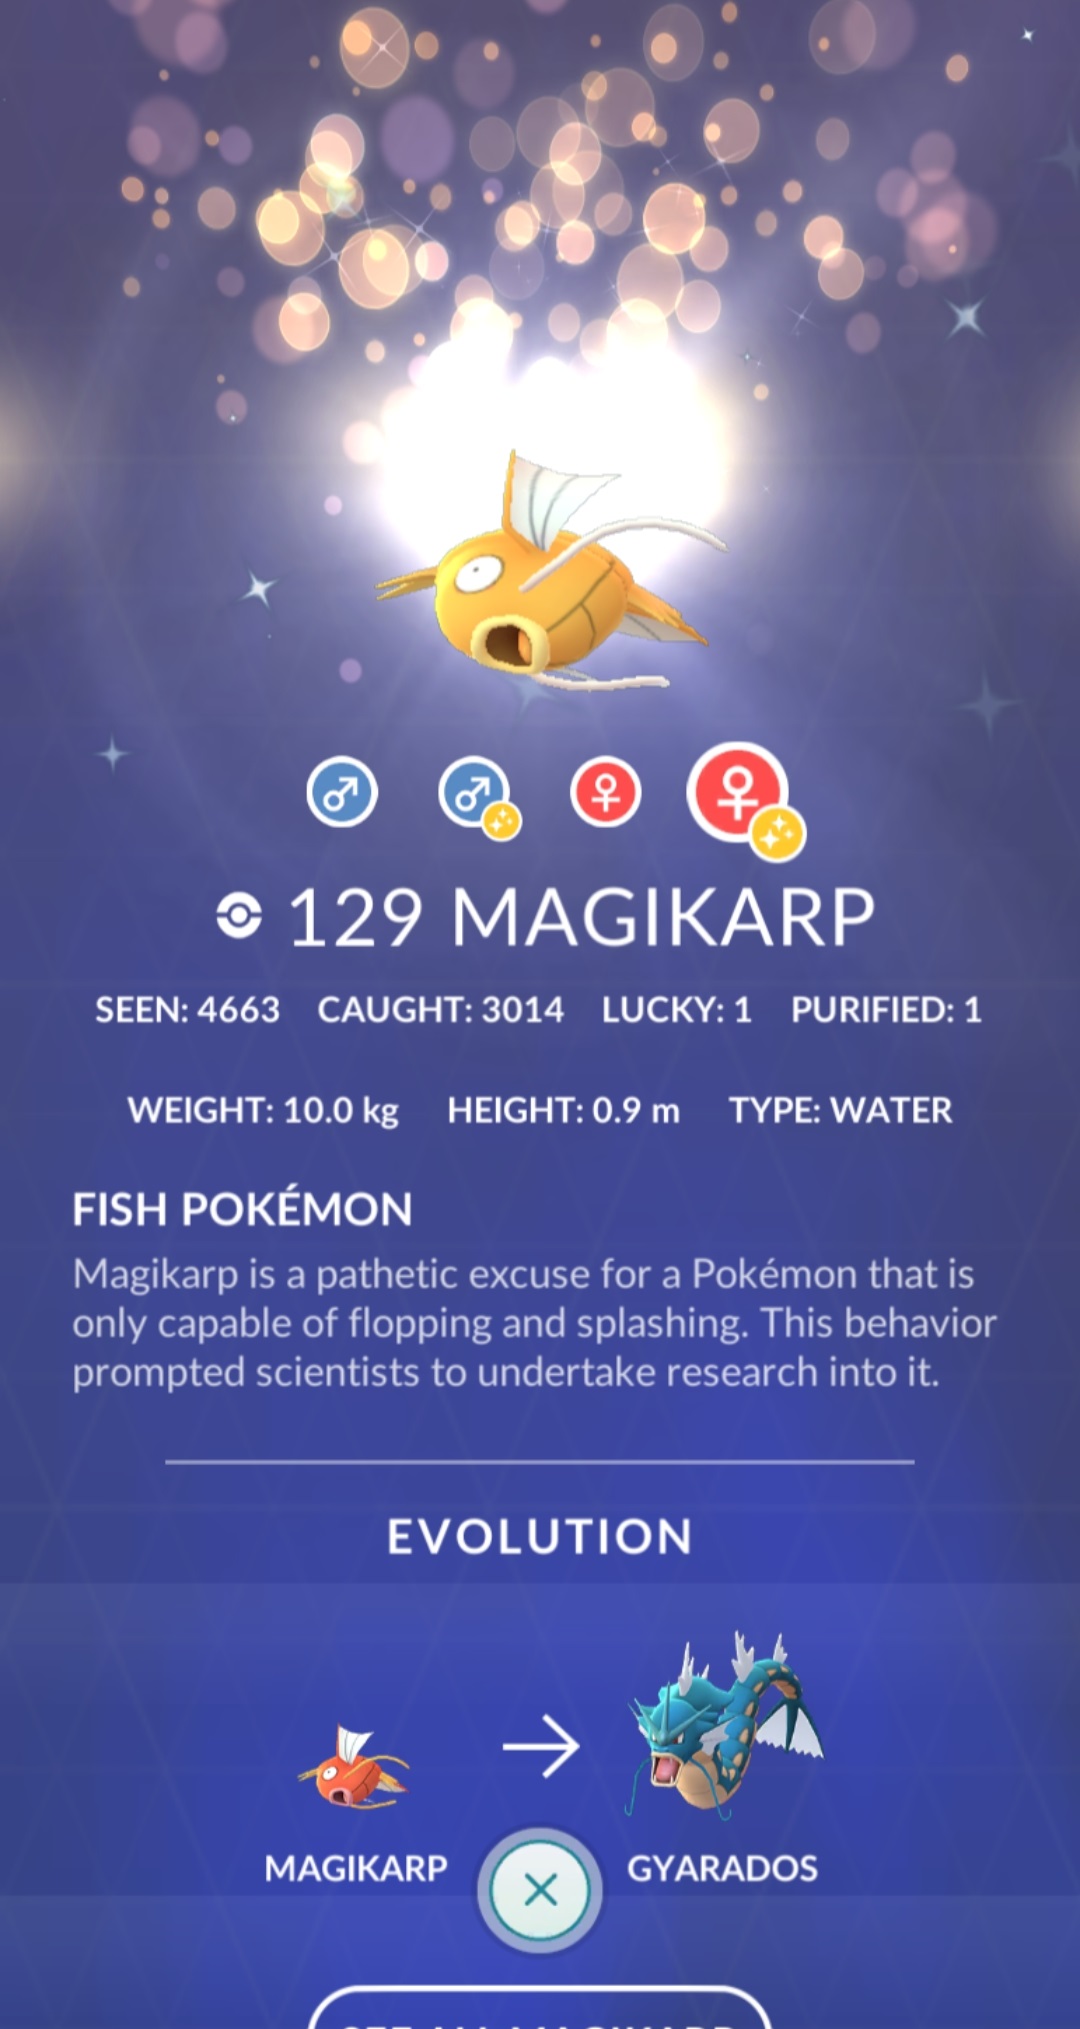 129 MAGIKARP
SEEN: 4663 CAUGHT: 3014 LUCKY: 1 PURIFIED: 1
WEIGHT: 10.0 kg HEIGHT: 0.9 m TYPE: WATER
FISH POKÉMON
Magikarp is a pathetic excuse for a Pokémon that is
only capable of flopping and splashing. This behavior
prompted scientists to undertake research into it.
EVOLUTION
MAGIKARP GYARADOS